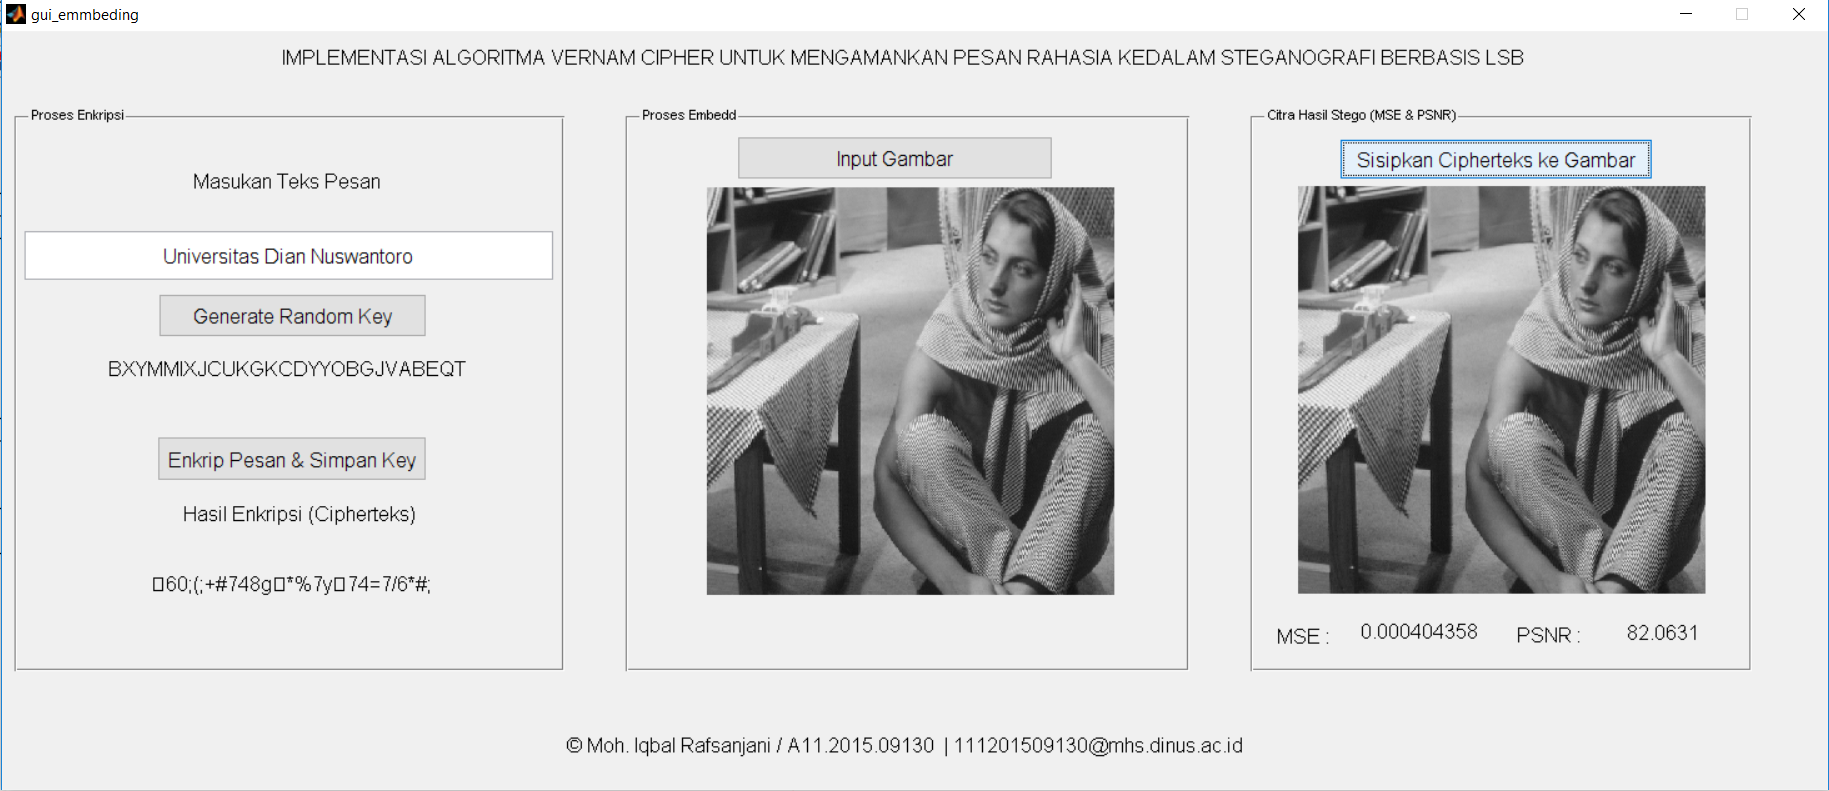 gui_emmbeding
IMPLEMENTASI ALGORITMA VERNAM CIPHER UNTUK MENGAMANKAN PESAN RAHASIA KEDALAM STEGANOGRAFI BERBASIS LSB
Proses Enkripsi
Masukan Teks Pesan
Universitas Dian Nuswantoro
Generate Random Key
BXYMMIXJCUKGKCDYYOBGJVABEQT
Enkrip Pesan & Simpan Key
Hasil Enkripsi (Cipherteks)
▯60;(;+#748g▯*%7y▯74=7/6*#;
Proses Embedd
Input Gambar
Citra Hasil Stego (MSE & PSNR)
Sisipkan Cipherteks ke Gambar
MSE : 0.000404358 PSNR : 82.0631
© Moh. Iqbal Rafsanjani / A11.2015.09130 | 111201509130@mhs.dinus.ac.id